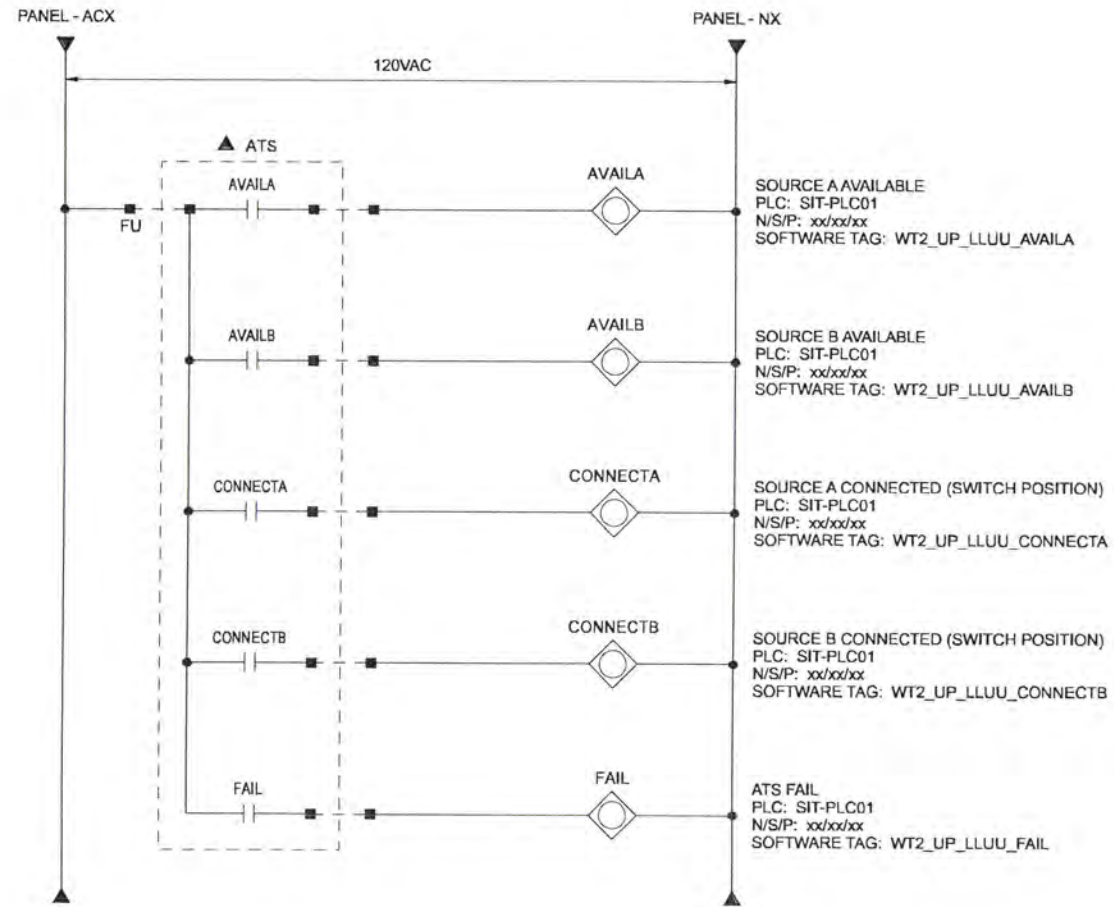 PANEL - ACX
PANEL - NX
120VAC
ATS
AVAILA
AVAILA
FU
SOURCE A AVAILABLE
PLC: SIT-PLC01
N/S/P: xx/xx/xx
SOFTWARE TAG: WT2_UP_LLUU_AVAILA
AVAILB
AVAILB
SOURCE B AVAILABLE
PLC: SIT-PLC01
N/S/P: xx/xx/xx
SOFTWARE TAG: WT2_UP_LLUU_AVAILB
CONNECTA
CONNECTA
SOURCE A CONNECTED (SWITCH POSITION)
PLC: SIT-PLC01
N/S/P: xx/xx/xx
SOFTWARE TAG: WT2_UP_LLUU_CONNECTA
CONNECTB
CONNECTB
SOURCE B CONNECTED (SWITCH POSITION)
PLC: SIT-PLC01
N/S/P: xx/xx/xx
SOFTWARE TAG: WT2_UP_LLUU_CONNECTB
FAIL
FAIL
ATS FAIL
PLC: SIT-PLC01
N/S/P: xx/xx/xx
SOFTWARE TAG: WT2_UP_LLUU_FAIL